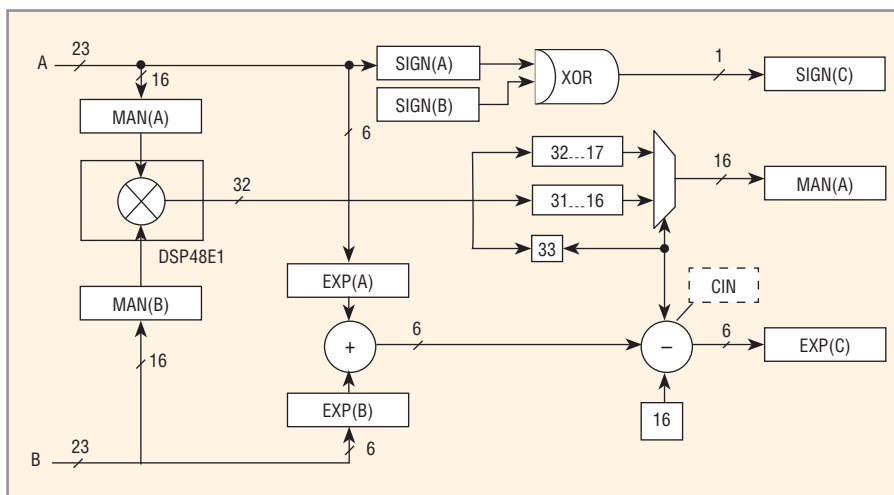 A
23
16
MAN(A)
SIGN(A)
SIGN(B)
XOR
1
SIGN(C)
6
32
DSP48E1
32...17
31...16
33
16
MAN(A)
MAN(B)
16
EXP(A)
+
6
EXP(B)
CIN
–
6
EXP(C)
16
B
23
6